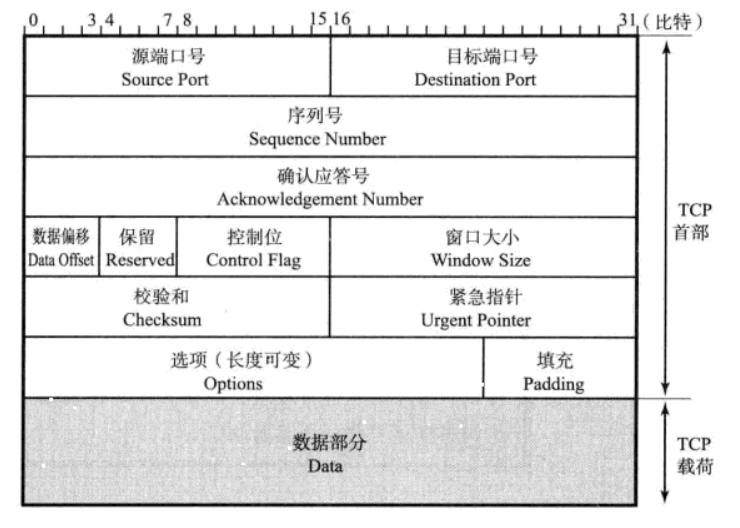 0 3 4 7 8 15 16 31 (比特)
源端口号
Source Port
目标端口号
Destination Port
序列号
Sequence Number
确认应答号
Acknowledgement Number
TCP
首部
数据偏移
Data Offset
保留
Reserved
控制位
Control Flag
窗口大小
Window Size
校验和
Checksum
紧急指针
Urgent Pointer
选项(长度可变)
Options
填充
Padding
数据部分
Data
TCP
载荷